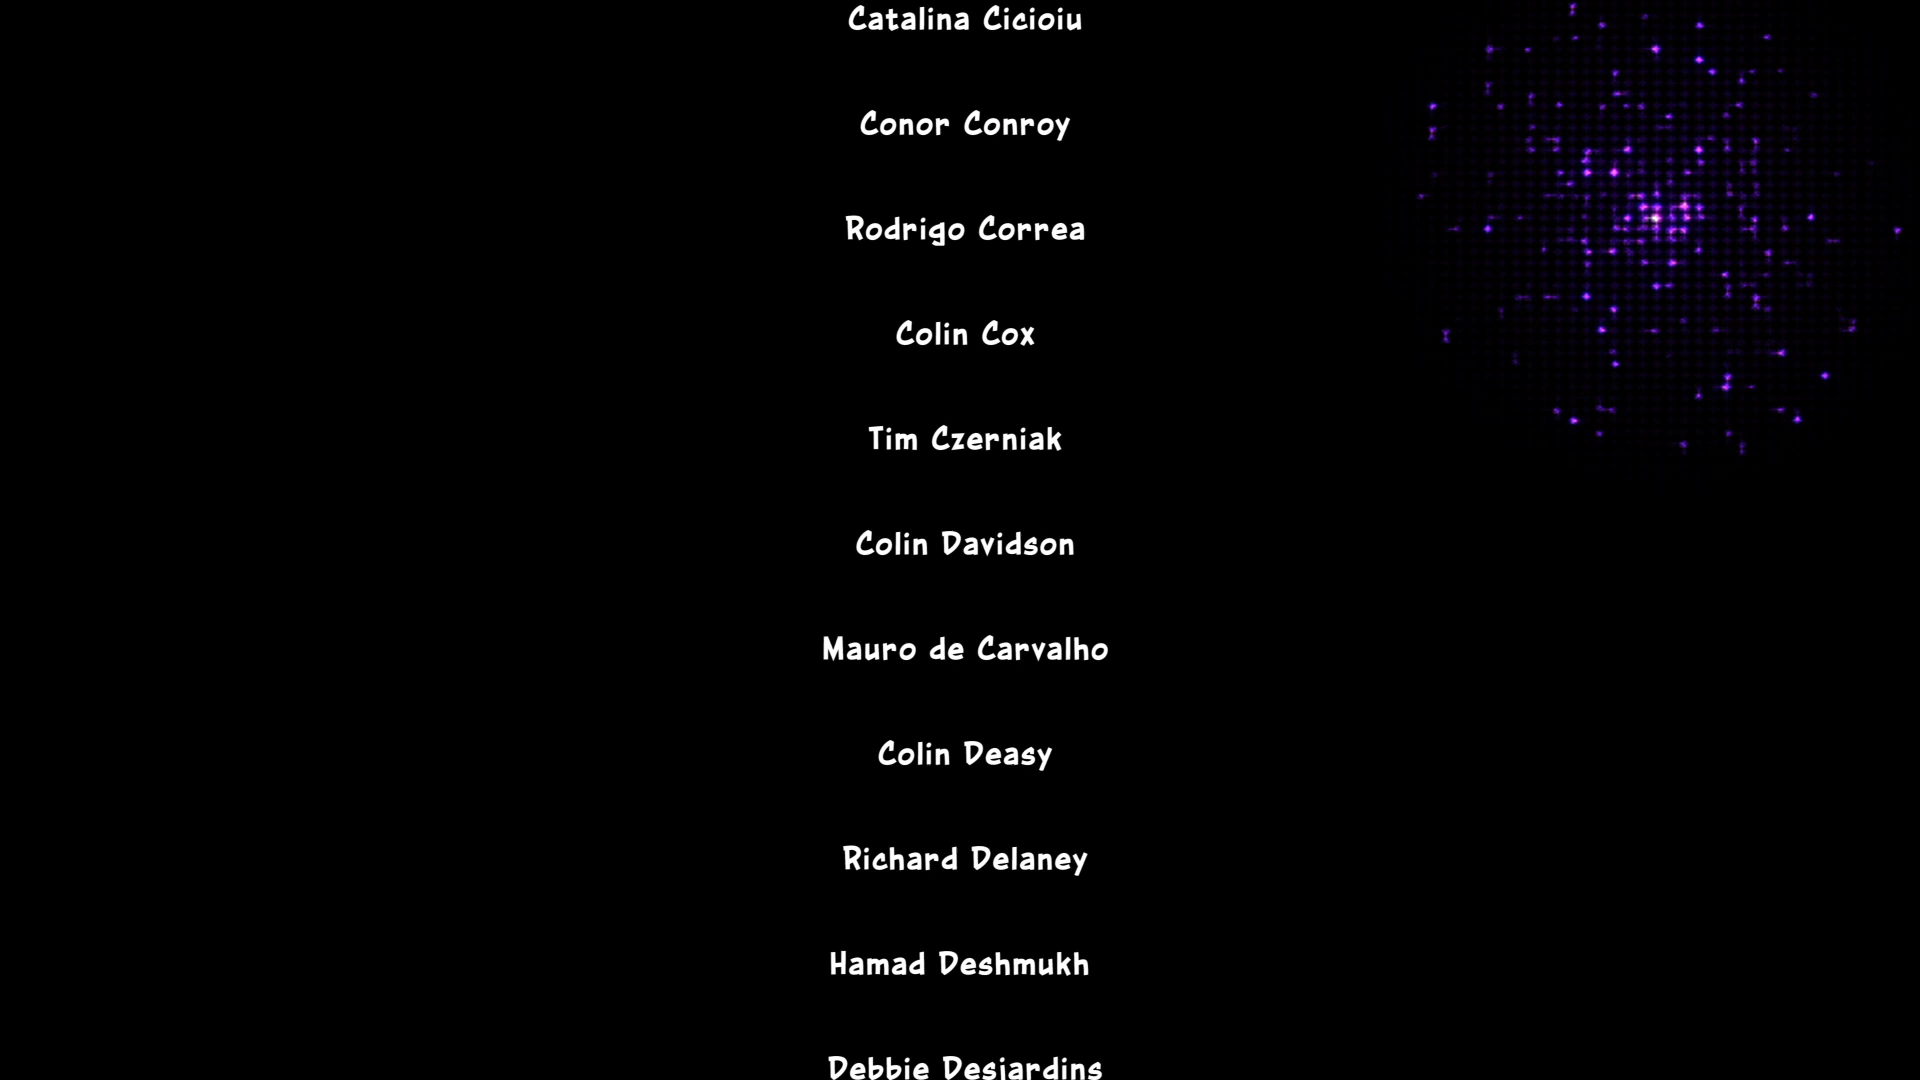 Catalina Cicioiu
Conor Conroy
Rodrigo Correa
Colin Cox
Tim Czerniak
Colin Davidson
Mauro de Carvalho
Colin Deasy
Richard Delaney
Hamad Deshmukh
Debbie Desjardins